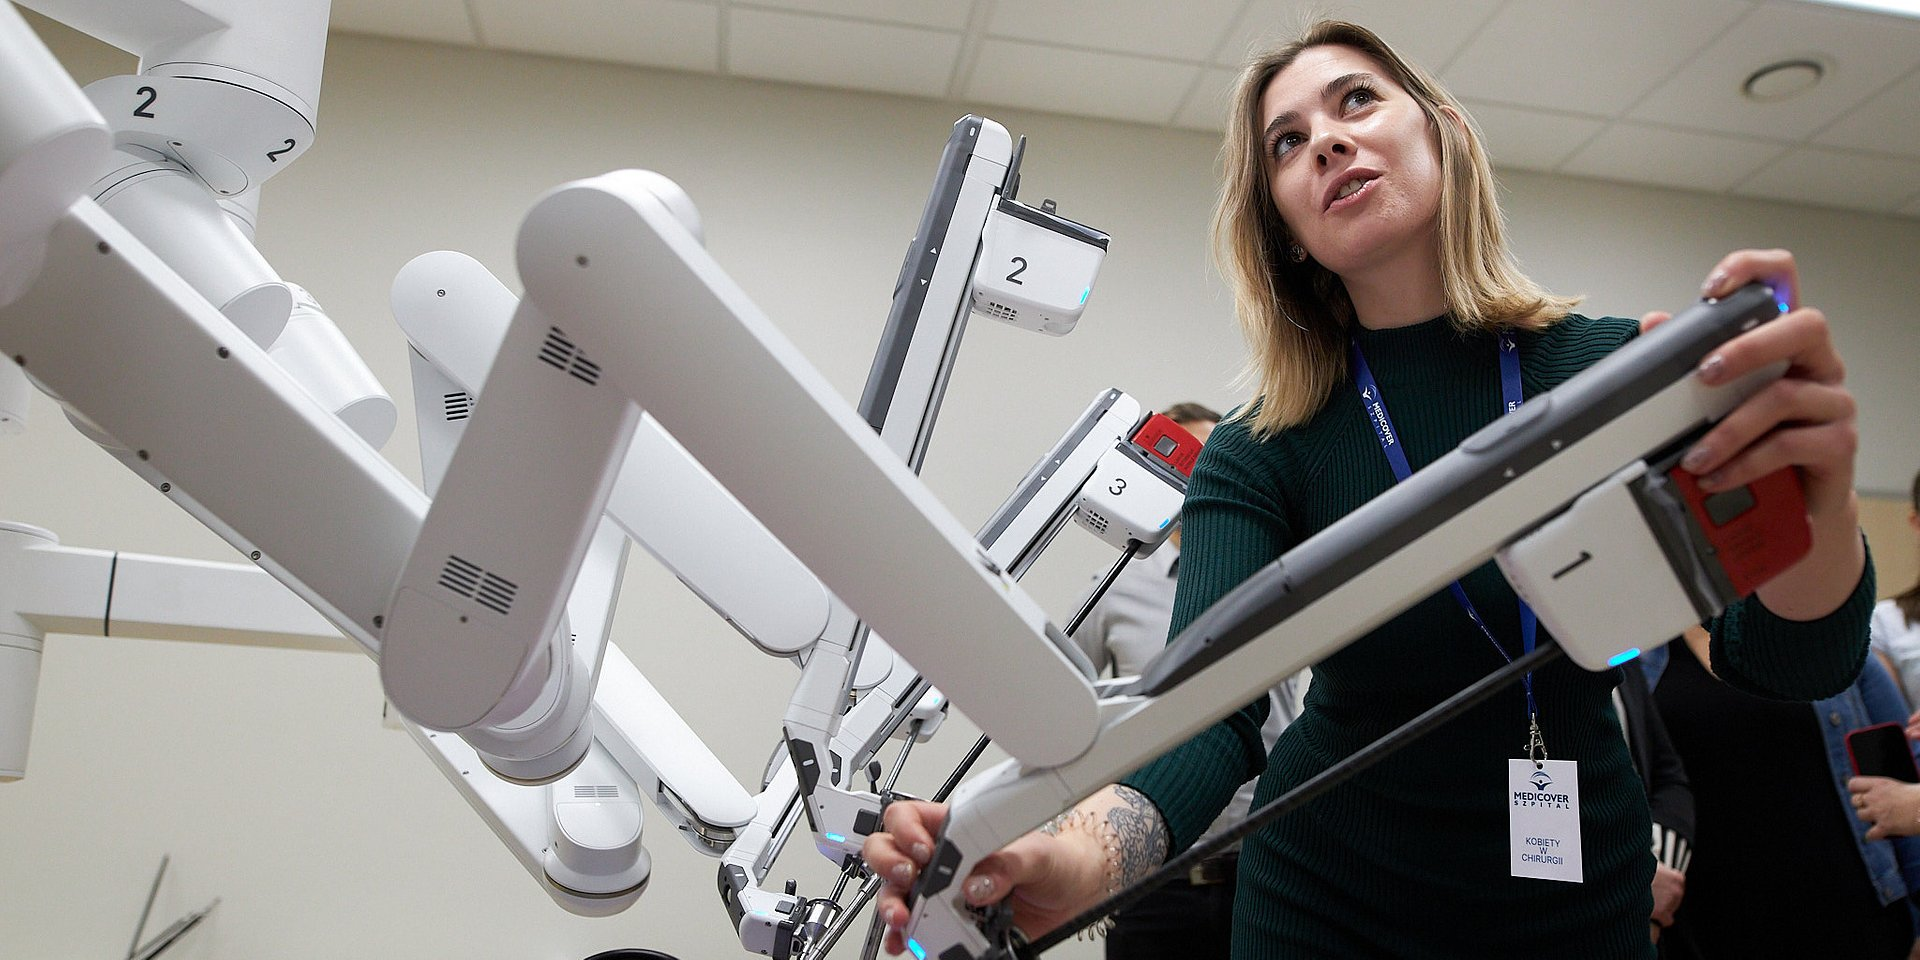 2
2
2
3
1
MEDICOVER
SZPITAL
MEDICOVER
SZPITAL
KOBIETY
W
CHIRURGII